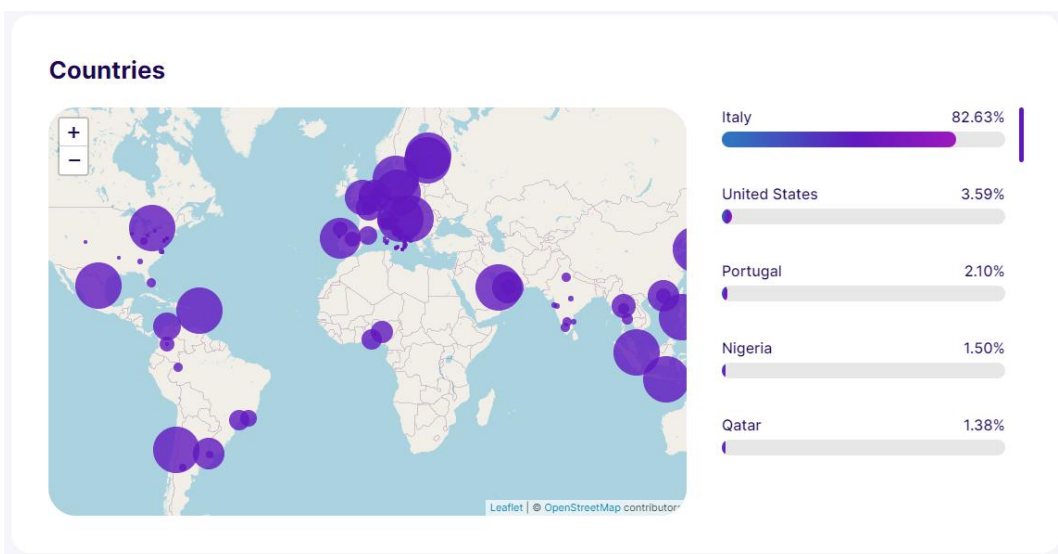 Countries
+
−
Italy 82.63%
United States 3.59%
Portugal 2.10%
Nigeria 1.50%
Qatar 1.38%
Leaflet | © OpenStreetMap contributors